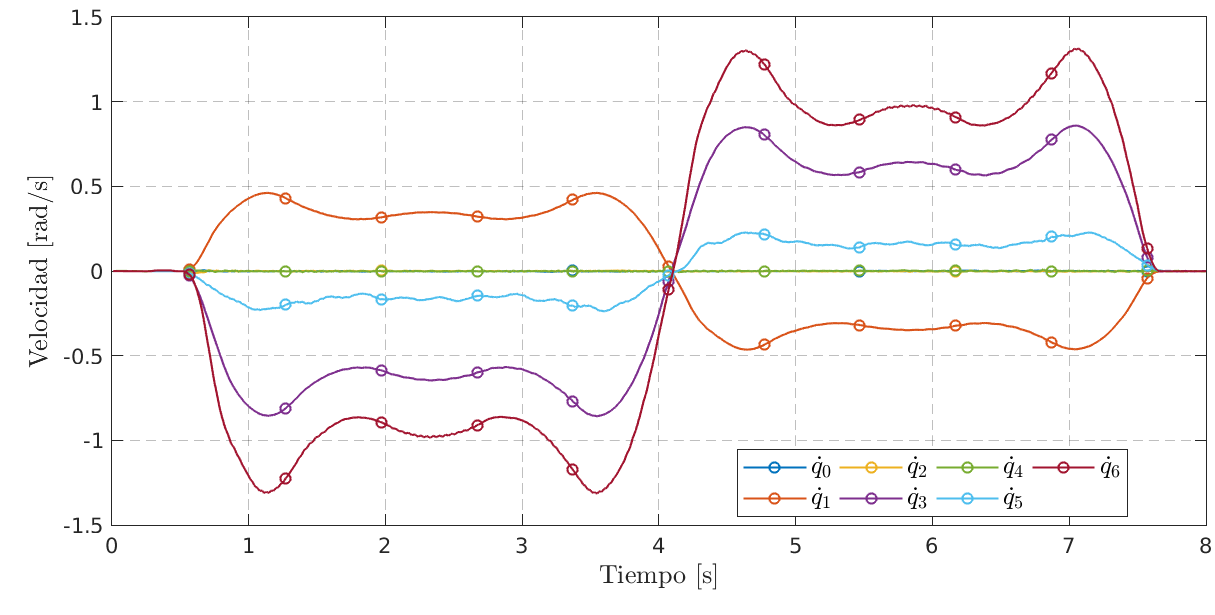 1.5
1
0.5
0
-0.5
-1
-1.5
Velocidad [rad/s]
0 1 2 3 4 5 6 7 8
Tiempo [s]
q̇₀ q̇₂ q̇₄ q̇₆
q̇₁ q̇₃ q̇₅